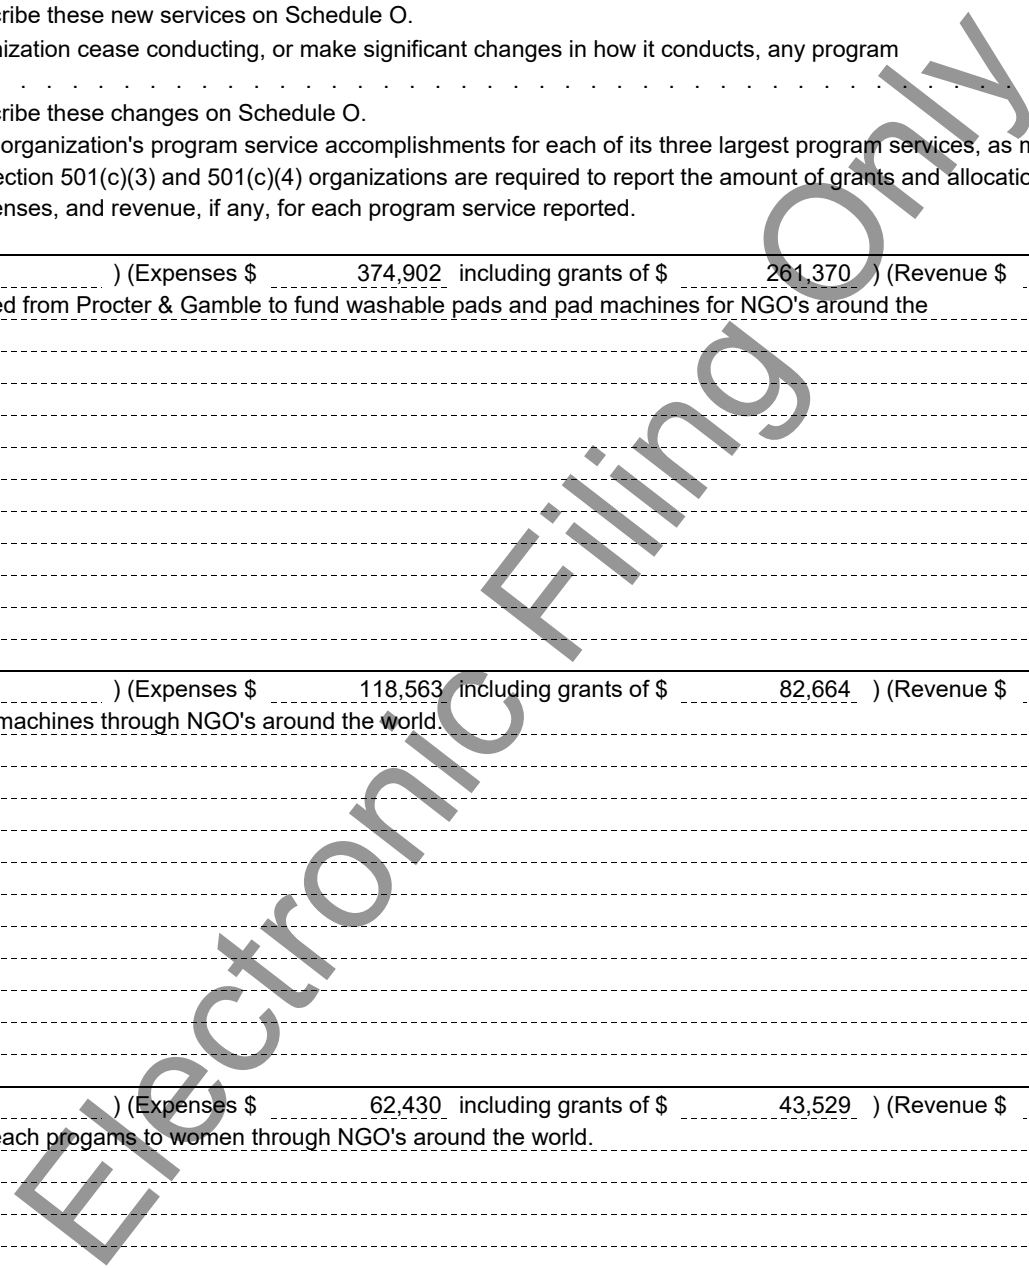 ribe these new services on Schedule O.
nization cease conducting, or make significant changes in how it conducts, any program
. . . . . . . . . . . . . . . . . . . . . . . . . . . . . . . . . . . . . . .
ribe these changes on Schedule O.
organization's program service accomplishments for each of its three largest program services, as m
ection 501(c)(3) and 501(c)(4) organizations are required to report the amount of grants and allocatio
enses, and revenue, if any, for each program service reported.
) (Expenses $ 374,902 including grants of $ 261,370 ) (Revenue $
ed from Procter & Gamble to fund washable pads and pad machines for NGO's around the
) (Expenses $ 118,563 including grants of $ 82,664 ) (Revenue $
machines through NGO's around the world.
) (Expenses $ 62,430 including grants of $ 43,529 ) (Revenue $
each progams to women through NGO's around the world.
Electronic Filing Only